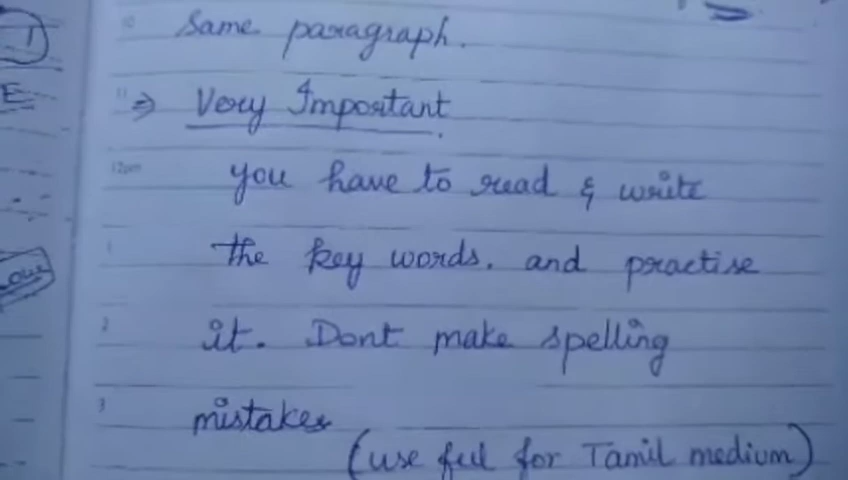 Same paragraph.
⇒ Very Important
you have to read & write
the key words. and practise
it. Dont make spelling
mistakes
(use ful for Tamil medium)